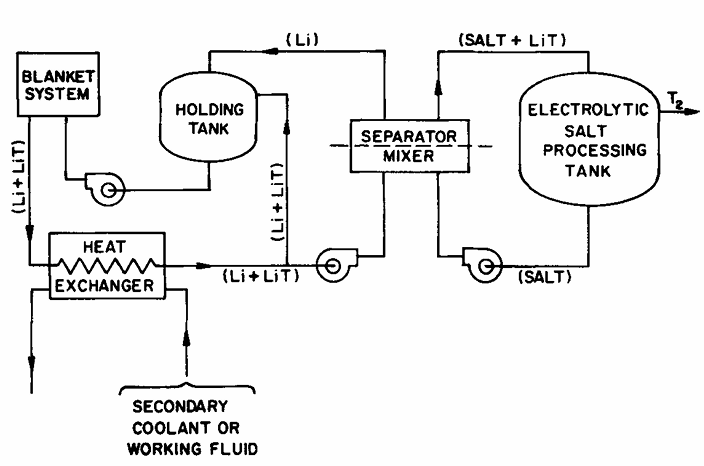 (Li)
(SALT + LiT)
BLANKET
SYSTEM
HOLDING
TANK
SEPARATOR
MIXER
ELECTROLYTIC
SALT
PROCESSING
TANK
T2
(Li + LiT)
(Li + LiT)
HEAT
EXCHANGER
(Li + LiT)
(SALT)
SECONDARY
COOLANT OR
WORKING FLUID